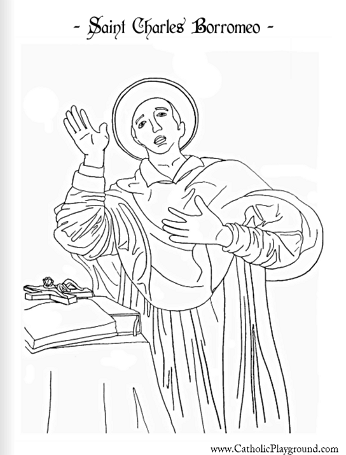 - Saint Charles Borromeo -
www.CatholicPlayground.com